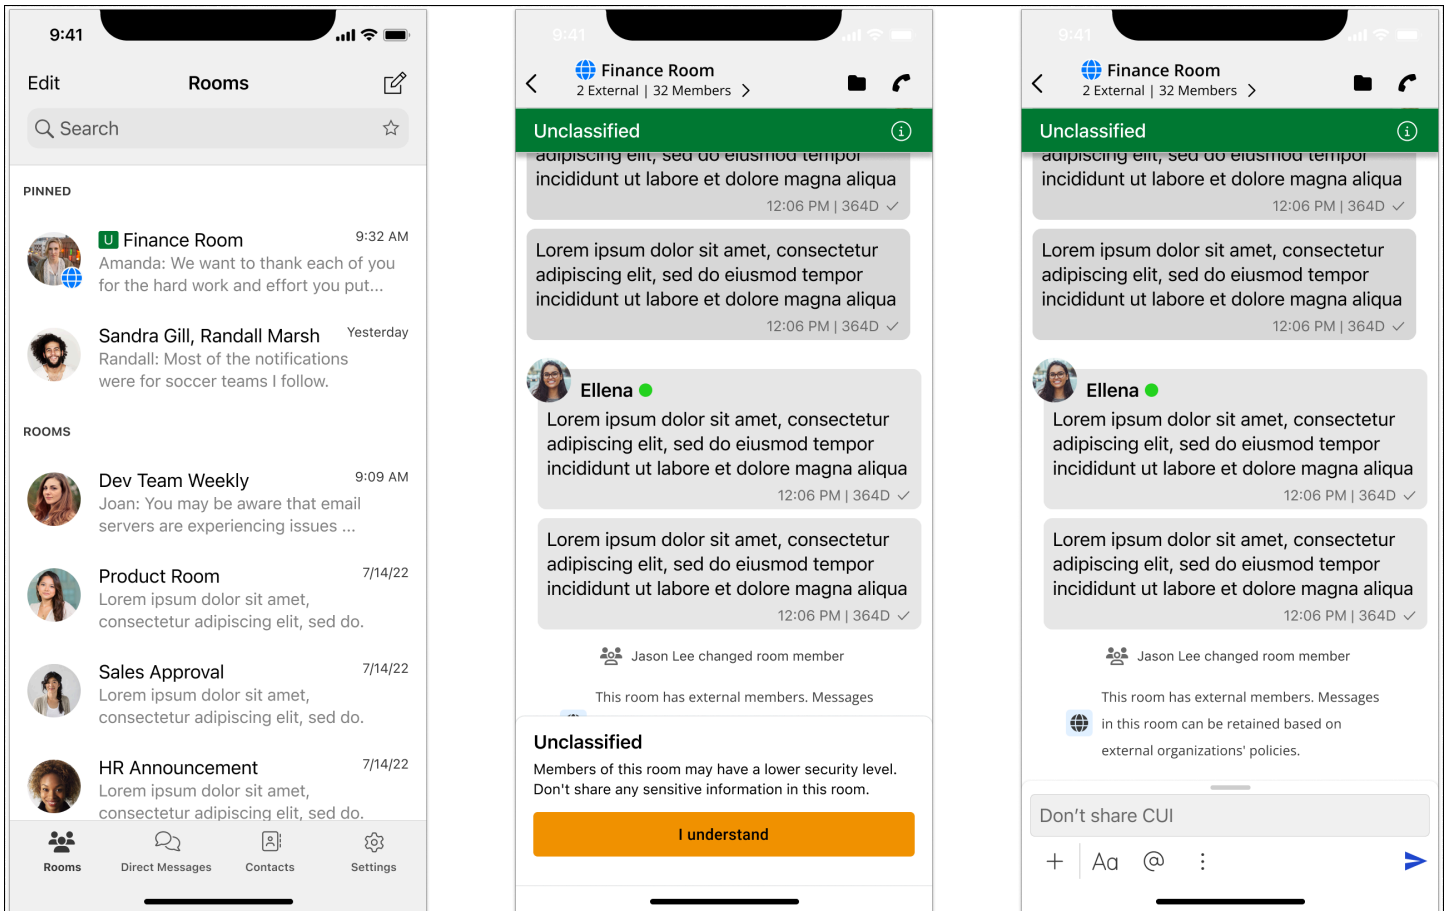 9:41
Edit
Rooms
Search
PINNED
U Finance Room
9:32 AM
Amanda: We want to thank each of you
for the hard work and effort you put...
Sandra Gill, Randall Marsh
Yesterday
Randall: Most of the notifications
were for soccer teams I follow.
ROOMS
Dev Team Weekly
9:09 AM
Joan: You may be aware that email
servers are experiencing issues ...
Product Room
7/14/22
Lorem ipsum dolor sit amet,
consectetur adipiscing elit, sed do.
Sales Approval
7/14/22
Lorem ipsum dolor sit amet,
consectetur adipiscing elit, sed do.
HR Announcement
7/14/22
Lorem ipsum dolor sit amet,
consectetur adipiscing elit, sed do.
Rooms
Direct Messages
Contacts
Settings
9:41
Finance Room
2 External | 32 Members
Unclassified
adipiscing elit, sed do eiusmod tempor
incididunt ut labore et dolore magna aliqua
12:06 PM | 364D
Lorem ipsum dolor sit amet, consectetur
adipiscing elit, sed do eiusmod tempor
incididunt ut labore et dolore magna aliqua
12:06 PM | 364D
Ellena
Lorem ipsum dolor sit amet, consectetur
adipiscing elit, sed do eiusmod tempor
incididunt ut labore et dolore magna aliqua
12:06 PM | 364D
Lorem ipsum dolor sit amet, consectetur
adipiscing elit, sed do eiusmod tempor
incididunt ut labore et dolore magna aliqua
12:06 PM | 364D
Jason Lee changed room member
This room has external members. Messages
Unclassified
Members of this room may have a lower security level.
Don't share any sensitive information in this room.
I understand
9:41
Finance Room
2 External | 32 Members
Unclassified
adipiscing elit, sed do eiusmod tempor
incididunt ut labore et dolore magna aliqua
12:06 PM | 364D
Lorem ipsum dolor sit amet, consectetur
adipiscing elit, sed do eiusmod tempor
incididunt ut labore et dolore magna aliqua
12:06 PM | 364D
Ellena
Lorem ipsum dolor sit amet, consectetur
adipiscing elit, sed do eiusmod tempor
incididunt ut labore et dolore magna aliqua
12:06 PM | 364D
Lorem ipsum dolor sit amet, consectetur
adipiscing elit, sed do eiusmod tempor
incididunt ut labore et dolore magna aliqua
12:06 PM | 364D
Jason Lee changed room member
This room has external members. Messages
in this room can be retained based on
external organizations' policies.
Don’t share CUI
Aa @